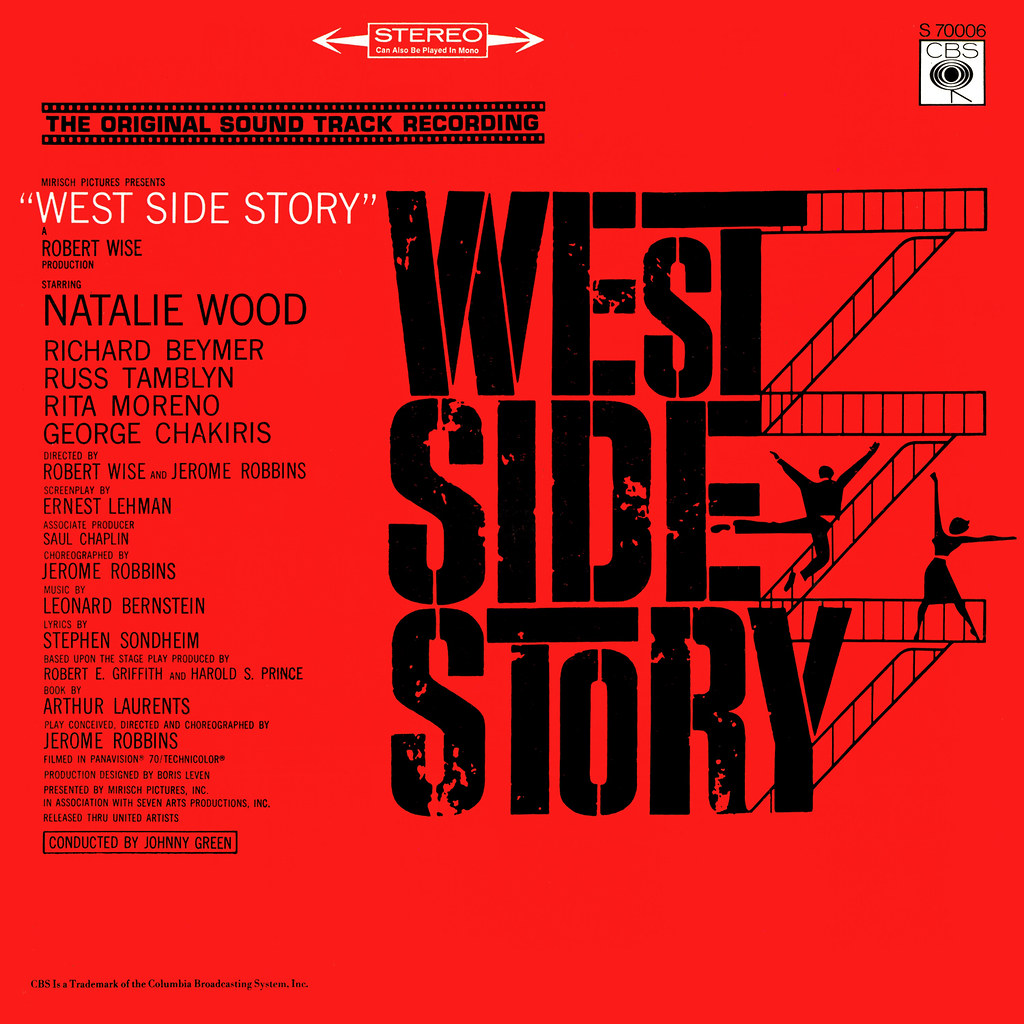 STEREO
Can Also Be Played In Mono
S 70006
CBS
THE ORIGINAL SOUND TRACK RECORDING
MIRISCH PICTURES PRESENTS
“WEST SIDE STORY”
A
ROBERT WISE
PRODUCTION
STARRING
NATALIE WOOD
RICHARD BEYMER
RUSS TAMBLYN
RITA MORENO
GEORGE CHAKIRIS
DIRECTED BY
ROBERT WISE AND JEROME ROBBINS
SCREENPLAY BY
ERNEST LEHMAN
ASSOCIATE PRODUCER
SAUL CHAPLIN
CHOREOGRAPHED BY
JEROME ROBBINS
MUSIC BY
LEONARD BERNSTEIN
LYRICS BY
STEPHEN SONDHEIM
BASED UPON THE STAGE PLAY PRODUCED BY
ROBERT E. GRIFFITH AND HAROLD S. PRINCE
BOOK BY
ARTHUR LAURENTS
PLAY CONCEIVED, DIRECTED AND CHOREOGRAPHED BY
JEROME ROBBINS
FILMED IN PANAVISION® 70/TECHNICOLOR®
PRODUCTION DESIGNED BY BORIS LEVEN
PRESENTED BY MIRISCH PICTURES, INC.
IN ASSOCIATION WITH SEVEN ARTS PRODUCTIONS, INC.
RELEASED THRU UNITED ARTISTS
CONDUCTED BY JOHNNY GREEN
WEST
SIDE
STORY
CBS Is a Trademark of the Columbia Broadcasting System, Inc.